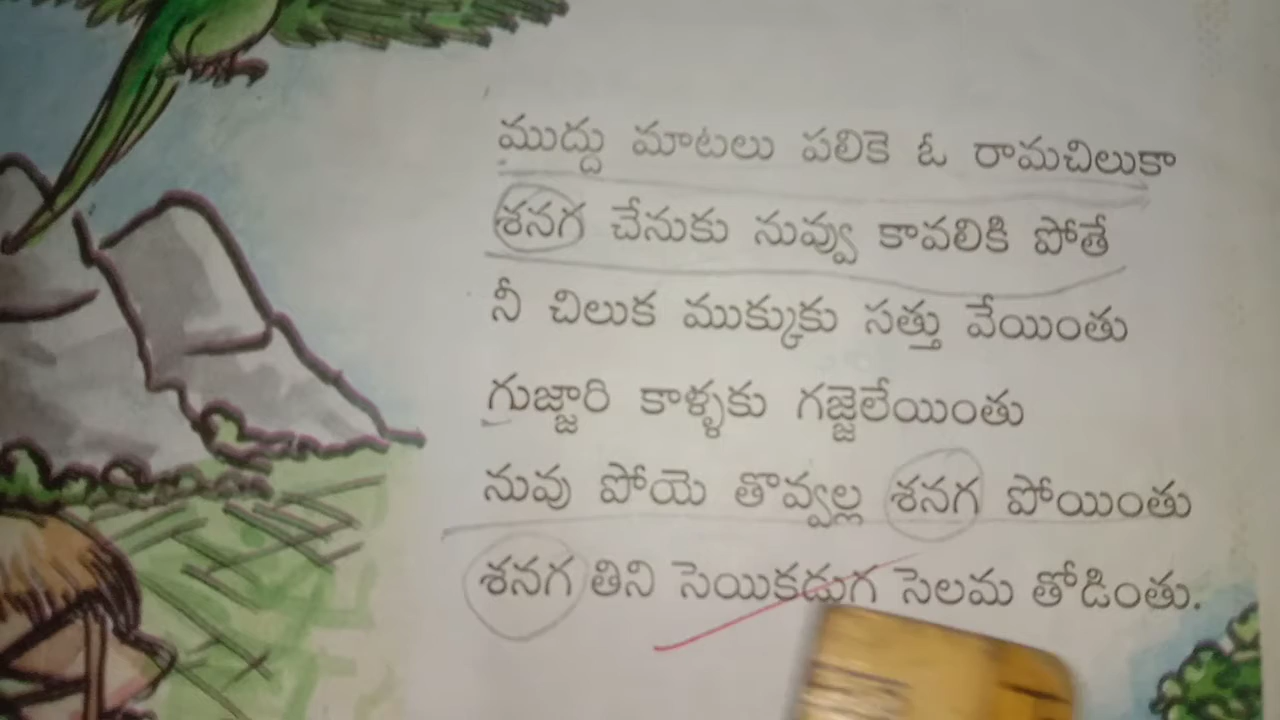 ముద్దు మాటలు పలికె ఓ రామచిలుకా
శనగ చేనుకు నువ్వు కావలికి పోతే
నీ చిలుక ముక్కుకు సత్తు వేయింతు
గుజ్జారి కాళ్ళకు గజ్జెలేయింతు
నువు పోయె తొవ్వల్ల శనగ పోయింతు
శనగ తిని సెయికడుగ సెలమ తోడింతు.